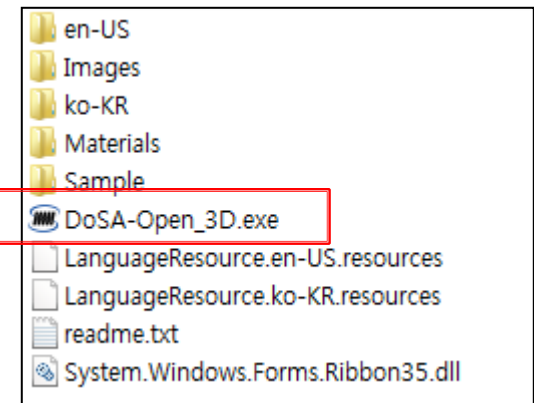 en-US
Images
ko-KR
Materials
Sample
DoSA-Open_3D.exe
LanguageResource.en-US.resources
LanguageResource.ko-KR.resources
readme.txt
System.Windows.Forms.Ribbon35.dll